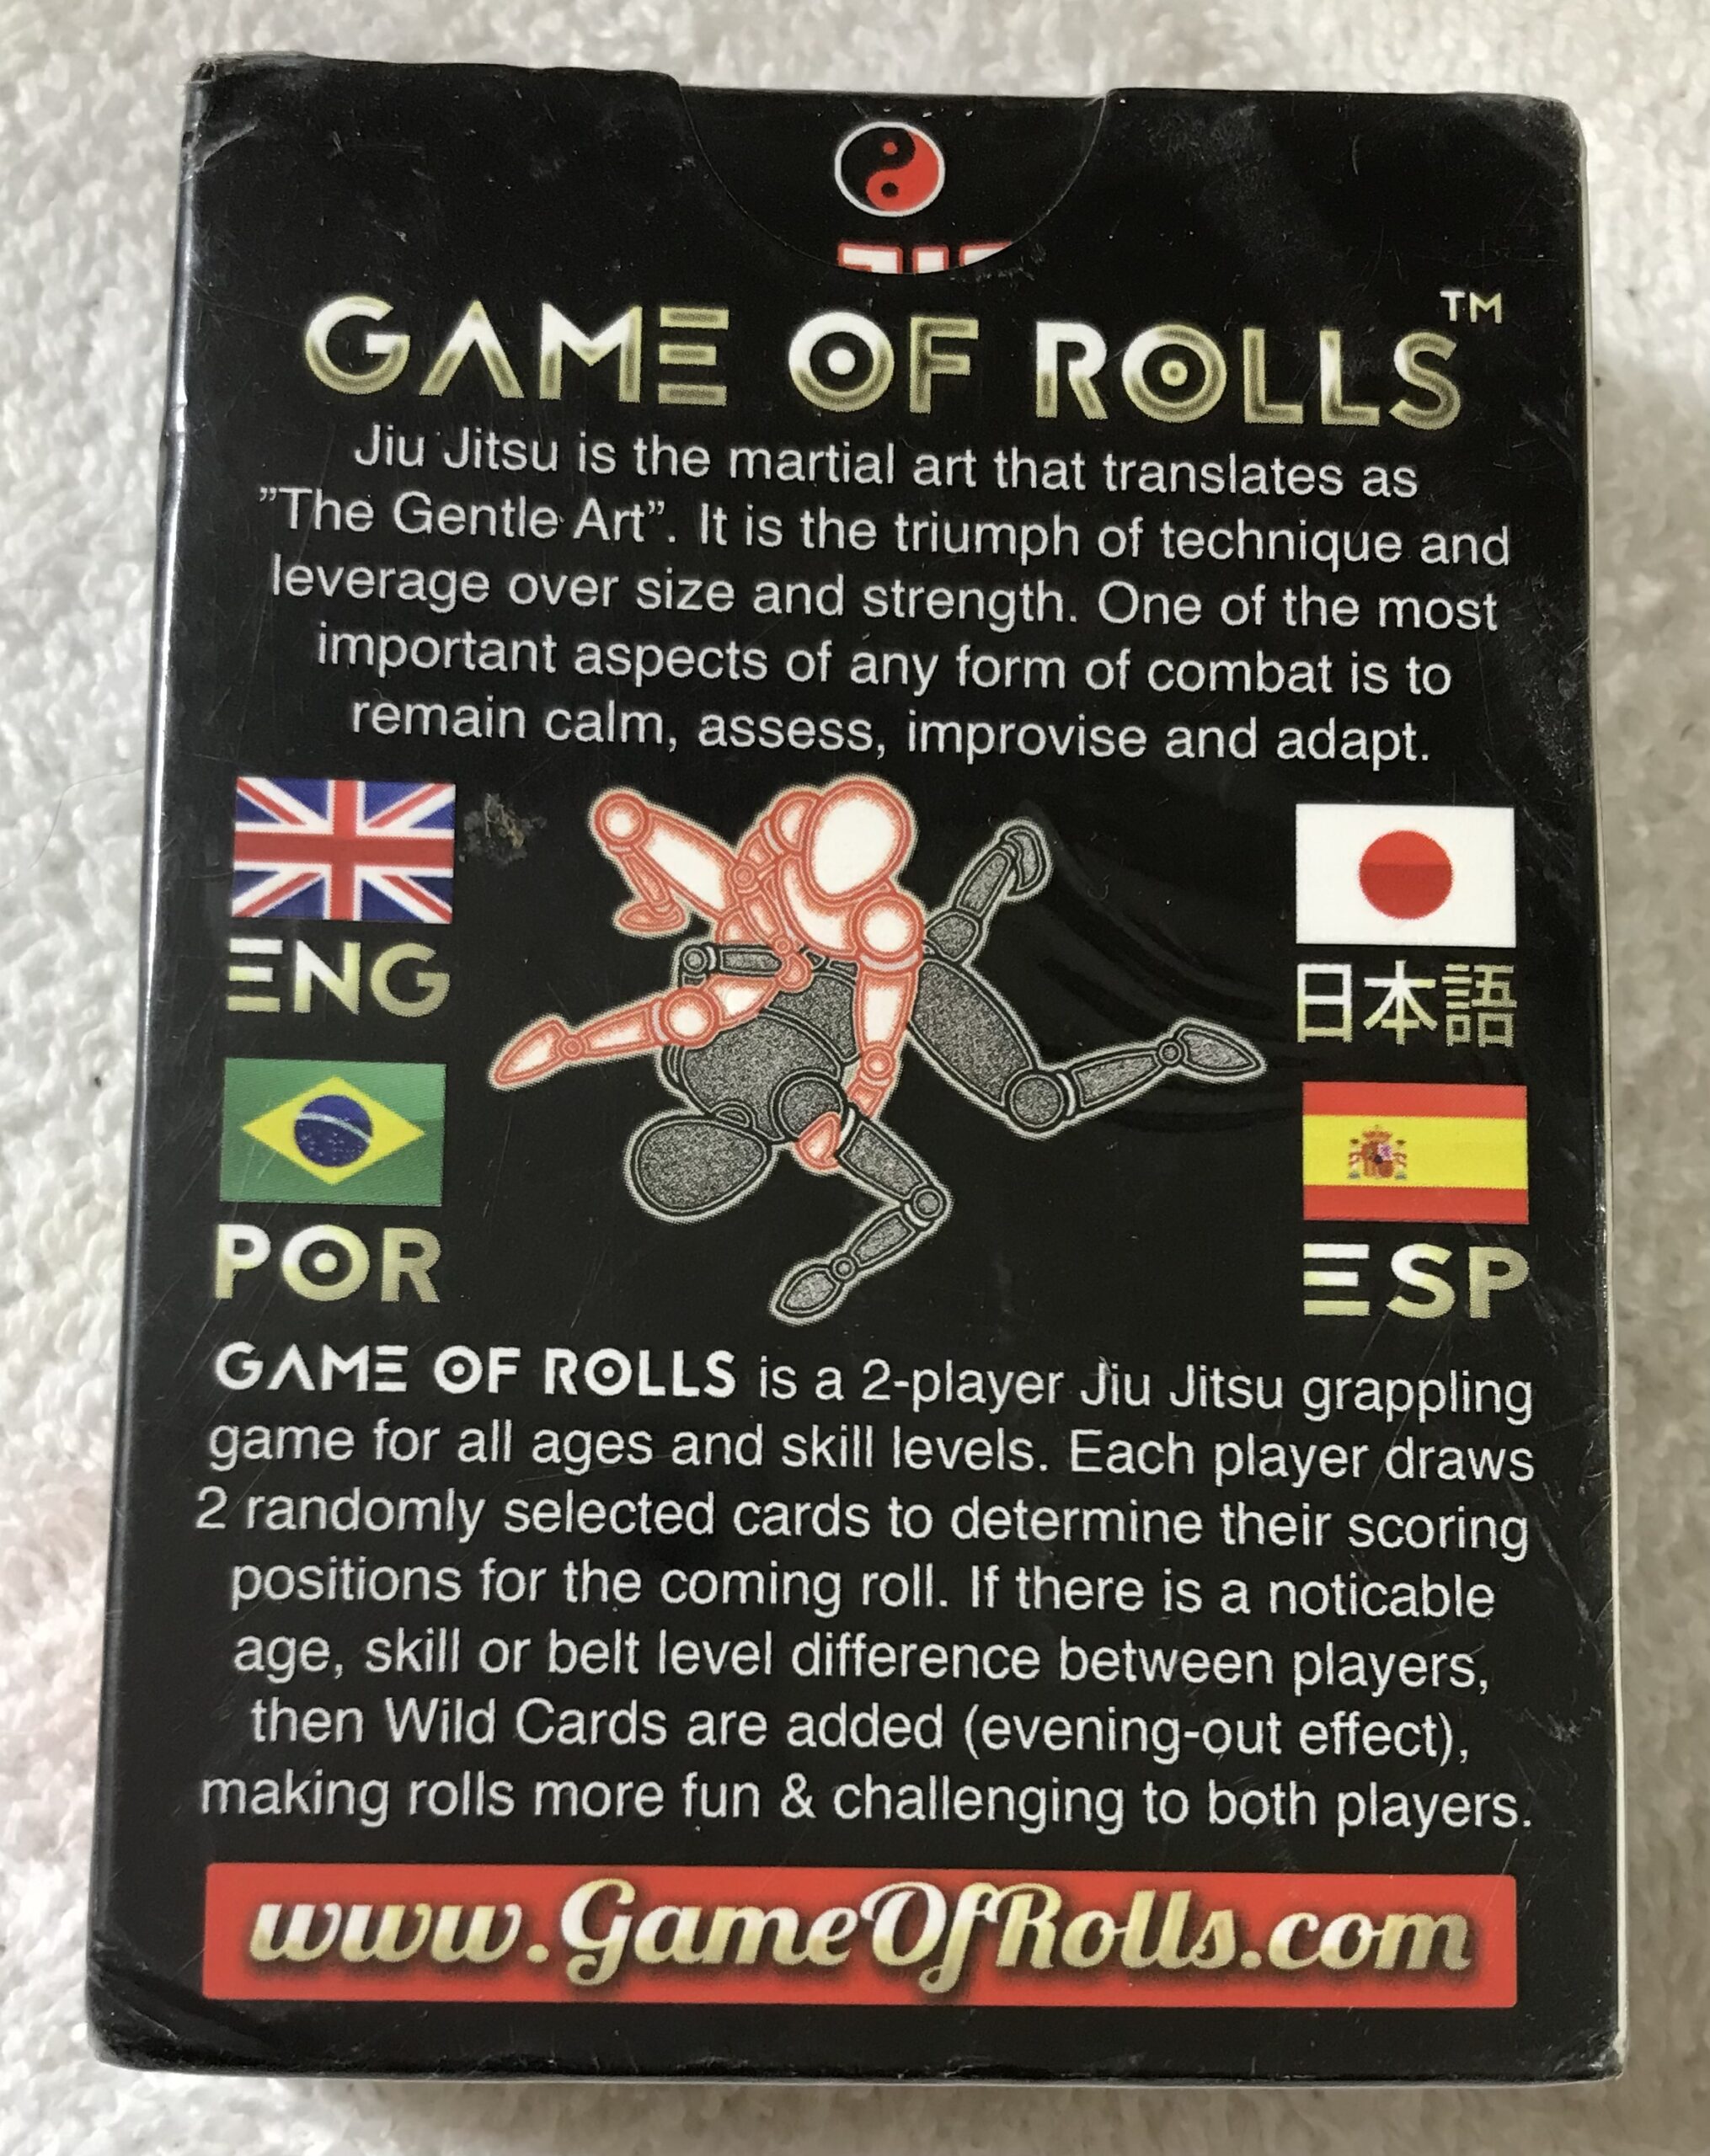 GAME OF ROLLS™
Jiu Jitsu is the martial art that translates as
”The Gentle Art”. It is the triumph of technique and
leverage over size and strength. One of the most
important aspects of any form of combat is to
remain calm, assess, improvise and adapt.
ENG
日本語
POR
ESP
GAME OF ROLLS is a 2-player Jiu Jitsu grappling
game for all ages and skill levels. Each player draws
2 randomly selected cards to determine their scoring
positions for the coming roll. If there is a noticable
age, skill or belt level difference between players,
then Wild Cards are added (evening-out effect),
making rolls more fun & challenging to both players.
www.GameOfRolls.com